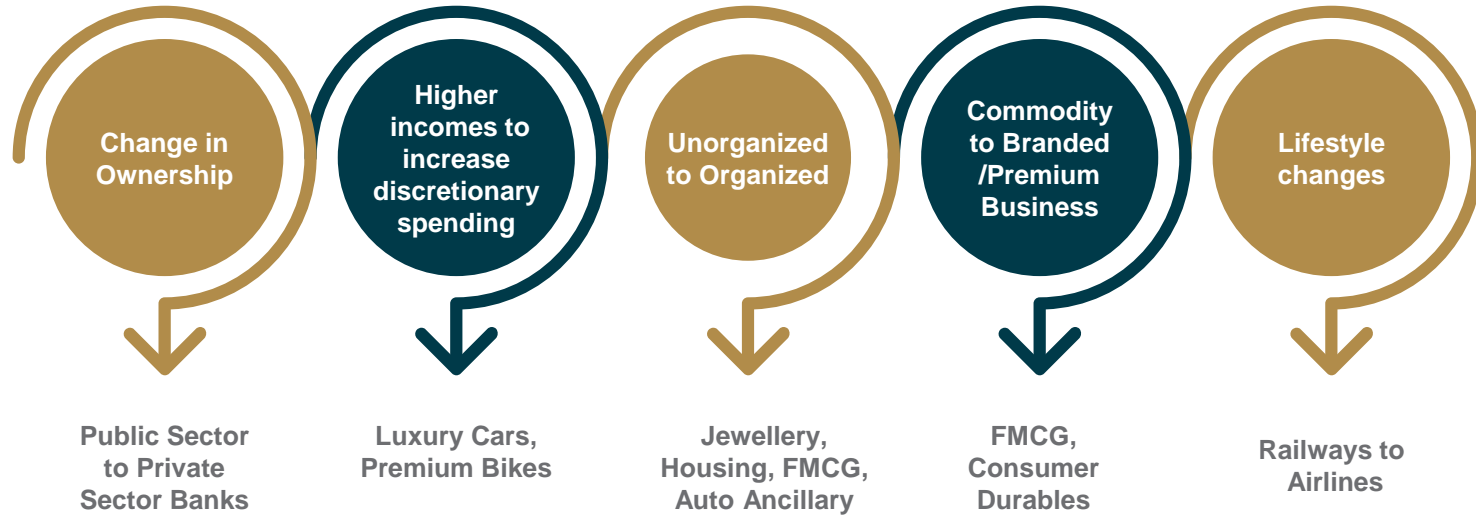 Change in
Ownership
Higher
incomes to
increase
discretionary
spending
Unorganized
to Organized
Commodity
to Branded
/Premium
Business
Lifestyle
changes
Public Sector
to Private
Sector Banks
Luxury Cars,
Premium Bikes
Jewellery,
Housing, FMCG,
Auto Ancillary
FMCG,
Consumer
Durables
Railways to
Airlines